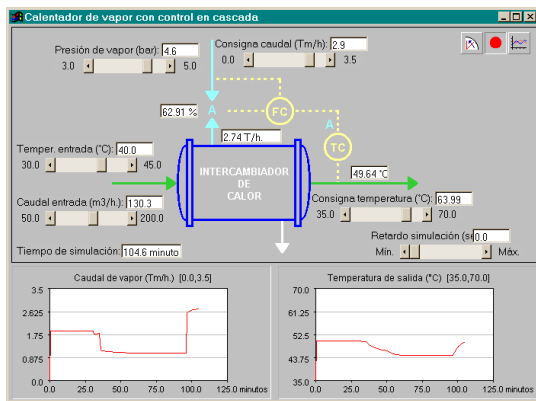 Calentador de vapor con control en cascada
Presión de vapor (bar): 4.6
3.0 5.0
Consigna caudal (Tm/h): 2.9
0.0 3.5
62.91 %
A
FC
2.74 T/h.
A
TC
Temper. entrada (°C): 40.0
30.0 45.0
INTERCAMBIADOR
DE
CALOR
49.64 °C
Caudal entrada (m3/h.): 130.3
50.0 200.0
Consigna temperatura (°C): 63.99
35.0 70.0
Retardo simulación (se 0.0
Mín. Máx.
Tiempo de simulación: 104.6 minuto
Caudal de vapor (Tm/h.) [0.0,3.5]
3.5
2.625
1.75
0.875
0.0
0.0 25.0 50.0 75.0 100.0 125.0 minutos
Temperatura de salida (°C) [35.0,70.0]
70.0
61.25
52.5
43.75
35.0
0.0 25.0 50.0 75.0 100.0 125.0 minutos